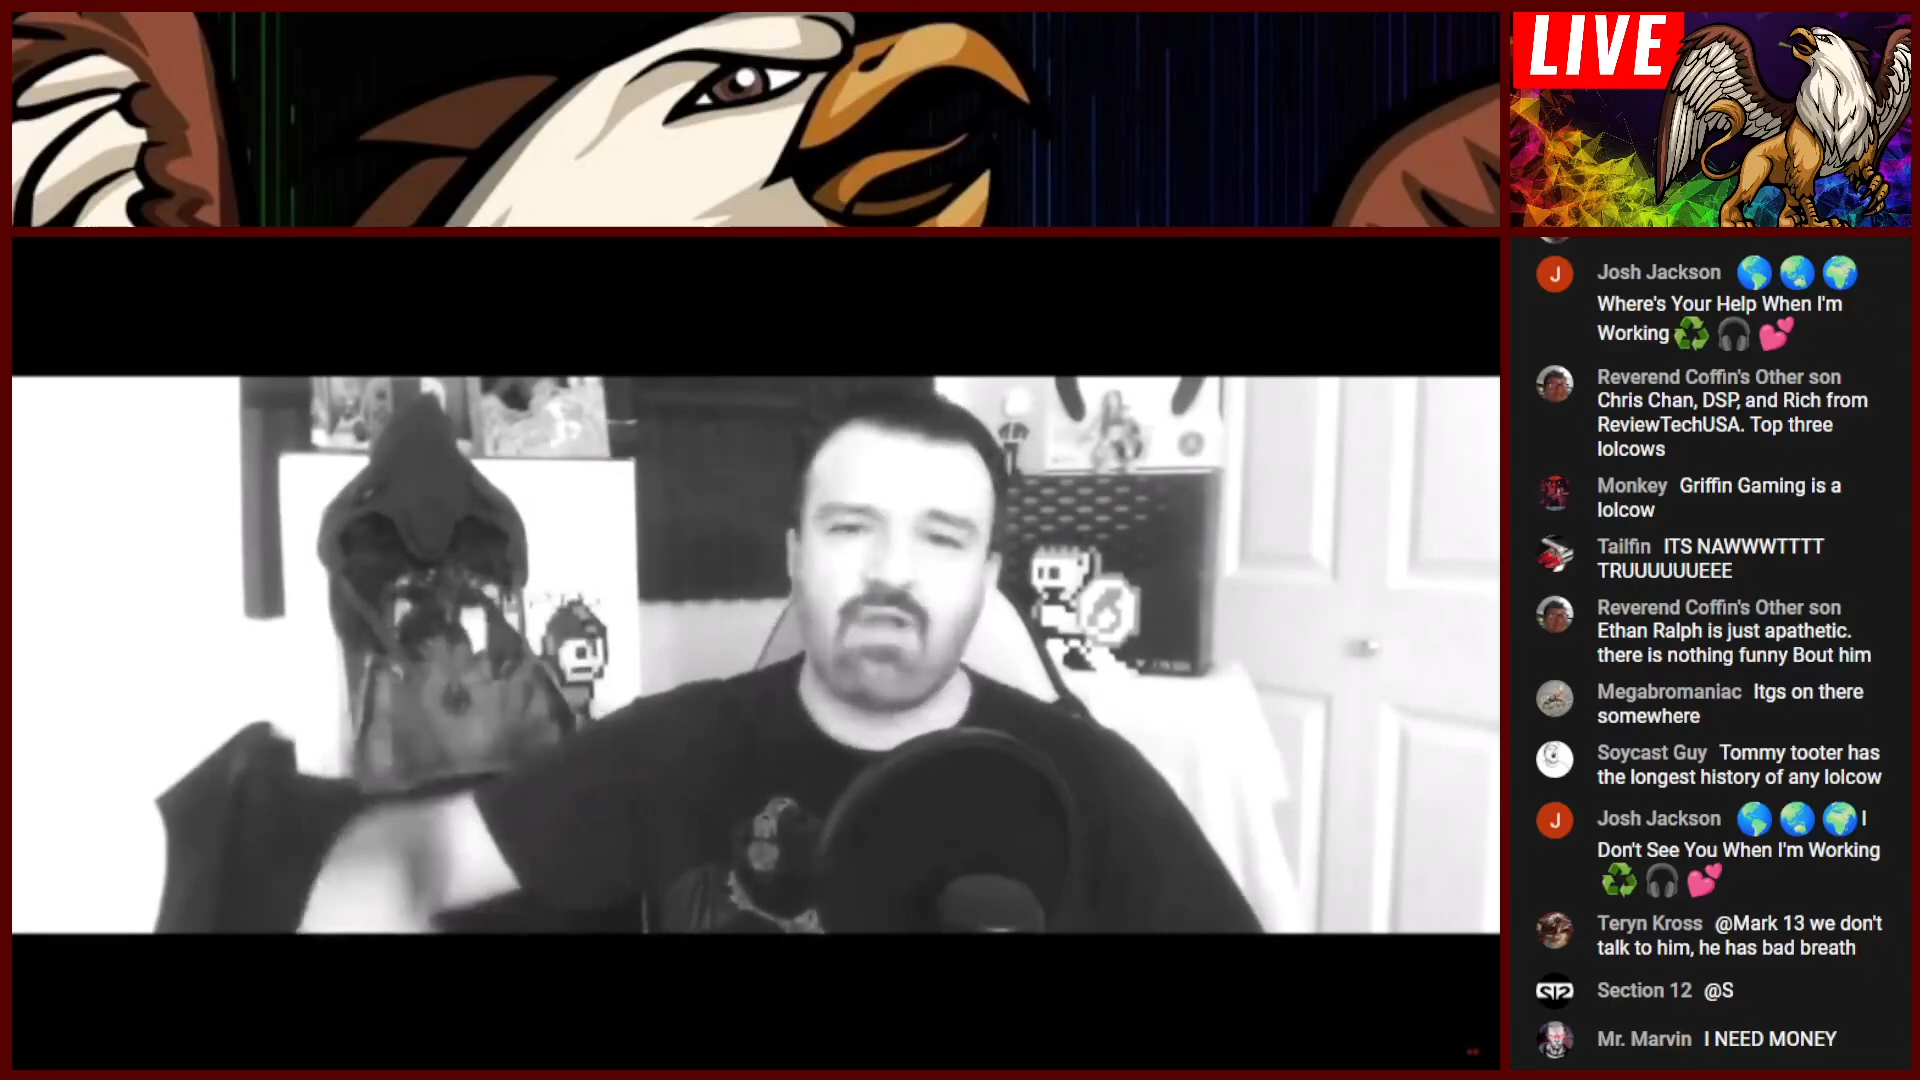 LIVE
Josh Jackson 🌎 🌏 🌍
Where's Your Help When I'm
Working ♻️ 🎧 💕
Reverend Coffin's Other son
Chris Chan, DSP, and Rich from
ReviewTechUSA. Top three
lolcows
Monkey Griffin Gaming is a
lolcow
Tailfin ITS NAWWWTTTT
TRUUUUUUEEE
Reverend Coffin's Other son
Ethan Ralph is just apathetic.
there is nothing funny Bout him
Megabromaniac Itgs on there
somewhere
Soycast Guy Tommy tooter has
the longest history of any lolcow
Josh Jackson 🌎 🌏 🌍 I
Don't See You When I'm Working
♻️ 🎧 💕
Teryn Kross @Mark 13 we don't
talk to him, he has bad breath
Section 12 @S
Mr. Marvin I NEED MONEY
J
J
S12